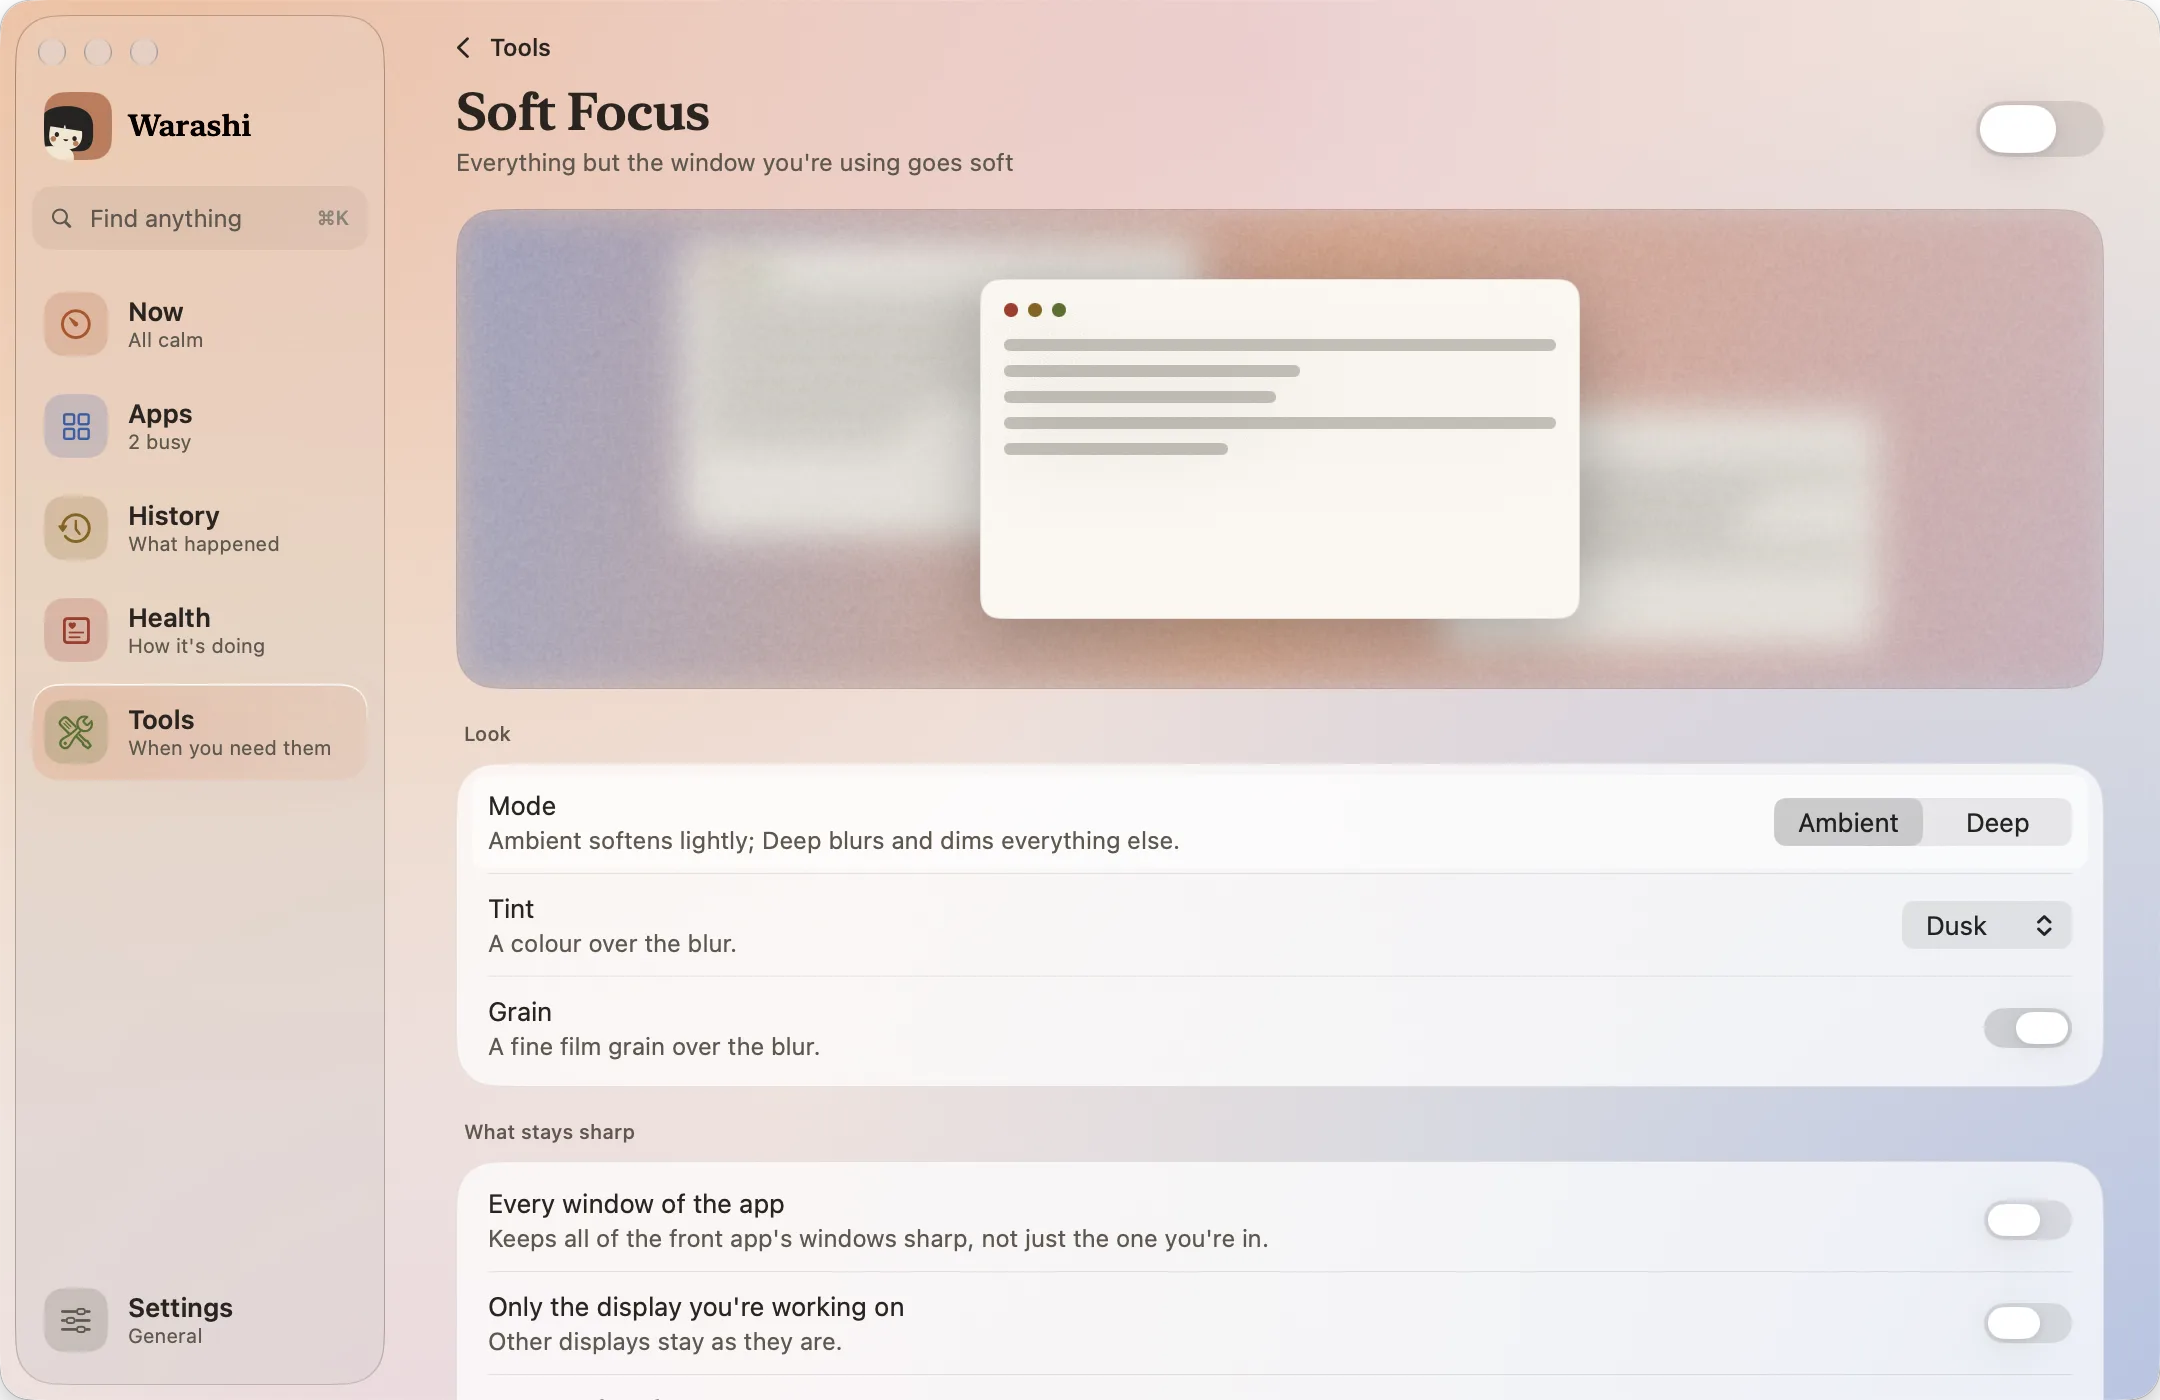 Tools
Soft Focus
Everything but the window you're using goes soft
Warashi
Find anything ⌘K
Now
All calm
Apps
2 busy
History
What happened
Health
How it's doing
Tools
When you need them
Settings
General
Look
Mode
Ambient softens lightly; Deep blurs and dims everything else.
Ambient Deep
Tint
A colour over the blur.
Dusk
Grain
A fine film grain over the blur.
What stays sharp
Every window of the app
Keeps all of the front app's windows sharp, not just the one you're in.
Only the display you're working on
Other displays stay as they are.